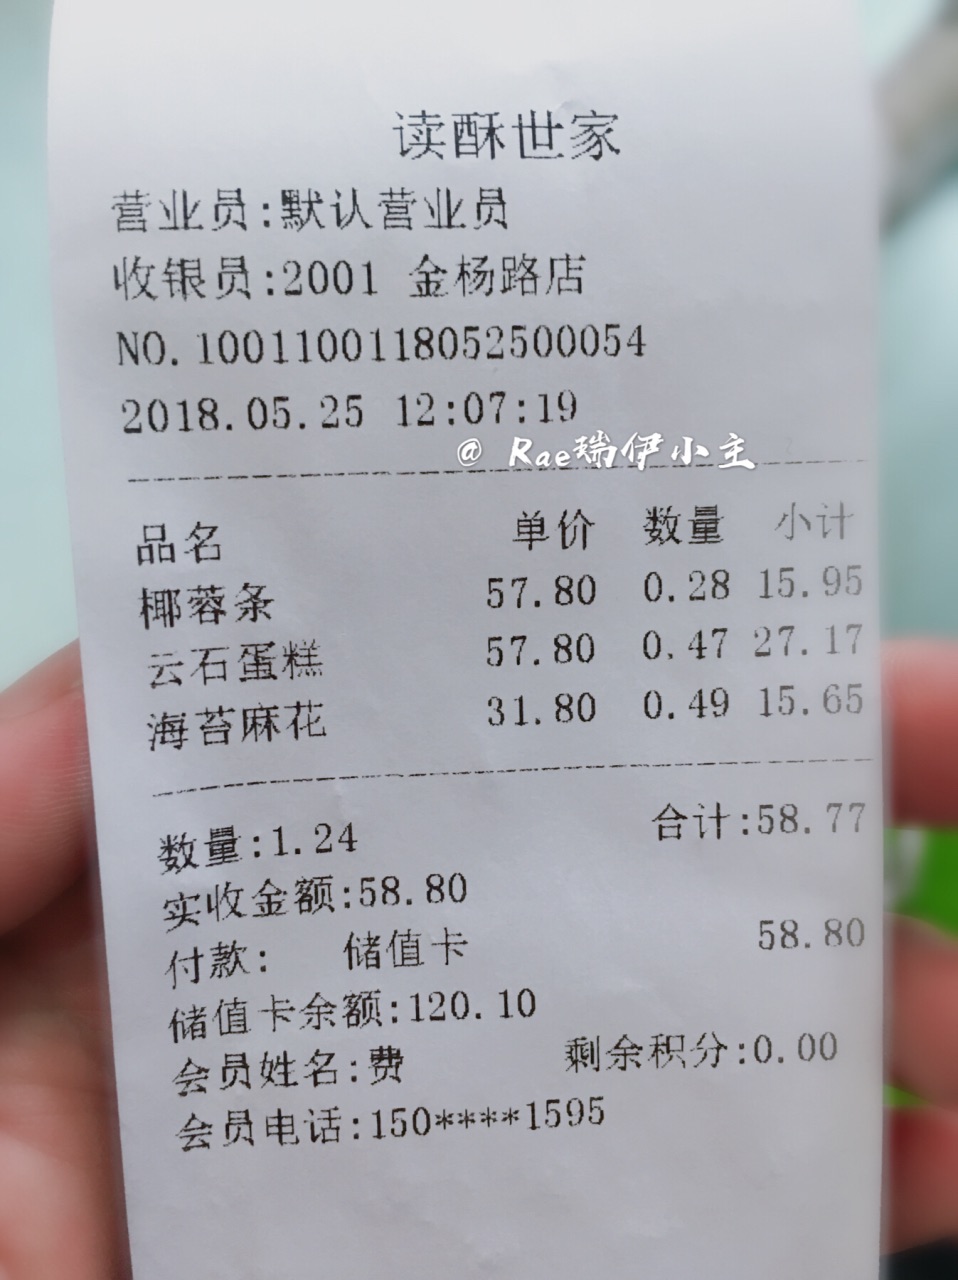 读酥世家
营业员:默认营业员
收银员:2001 金杨路店
NO.1001100118052500054
2018.05.25 12:07:19
@ Rae瑞伊小主
品名 单价 数量 小计
椰蓉条 57.80 0.28 15.95
云石蛋糕 57.80 0.47 27.17
海苔麻花 31.80 0.49 15.65
数量:1.24 合计:58.77
实收金额:58.80
付款: 储值卡 58.80
储值卡余额:120.10
会员姓名:费 剩余积分:0.00
会员电话:150****1595